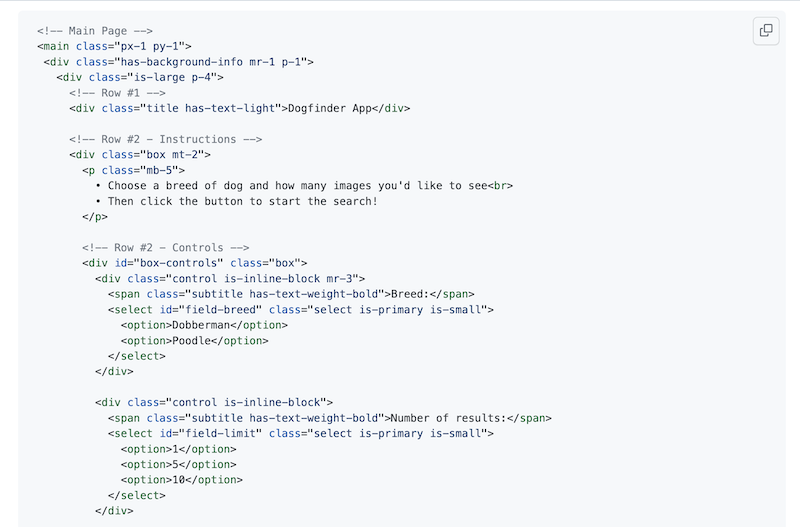 <!-- Main Page -->
<main class="px-1 py-1">
<div class="has-background-info mr-1 p-1">
<div class="is-large p-4">
<!-- Row #1 -->
<div class="title has-text-light">Dogfinder App</div>
<!-- Row #2 - Instructions -->
<div class="box mt-2">
<p class="mb-5">
• Choose a breed of dog and how many images you'd like to see<br>
• Then click the button to start the search!
</p>
<!-- Row #2 - Controls -->
<div id="box-controls" class="box">
<div class="control is-inline-block mr-3">
<span class="subtitle has-text-weight-bold">Breed:</span>
<select id="field-breed" class="select is-primary is-small">
<option>Dobberman</option>
<option>Poodle</option>
</select>
</div>
<div class="control is-inline-block">
<span class="subtitle has-text-weight-bold">Number of results:</span>
<select id="field-limit" class="select is-primary is-small">
<option>1</option>
<option>5</option>
<option>10</option>
</select>
</div>